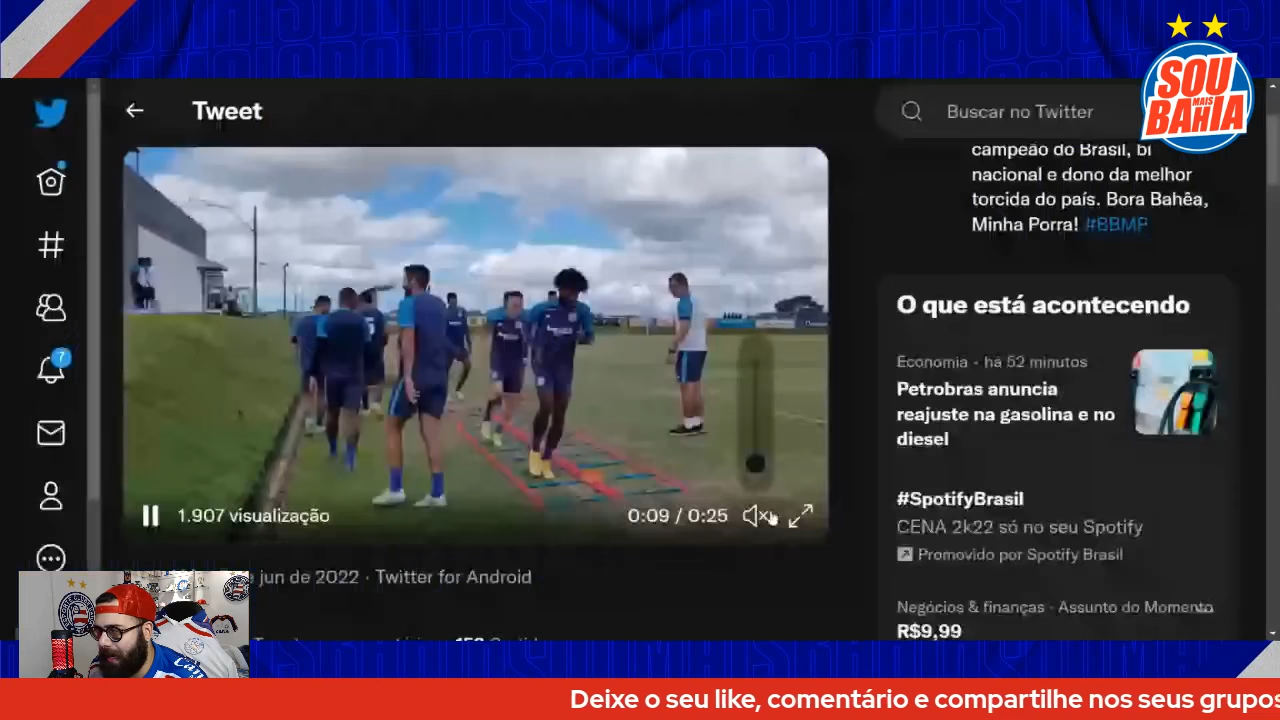 SOU
MAIS
BAHIA
Tweet
Buscar no Twitter
campeão do Brasil, bi
nacional e dono da melhor
torcida do país. Bora Bahêa,
Minha Porra! #BBMP
O que está acontecendo
Economia · há 52 minutos
Petrobras anuncia
reajuste na gasolina e no
diesel
#SpotifyBrasil
CENA 2k22 só no seu Spotify
Promovido por Spotify Brasil
Negócios & finanças · Assunto do Momento
R$9,99
7
1.907 visualização
0:09 / 0:25
jun de 2022 · Twitter for Android
Deixe o seu like, comentário e compartilhe nos seus grupos